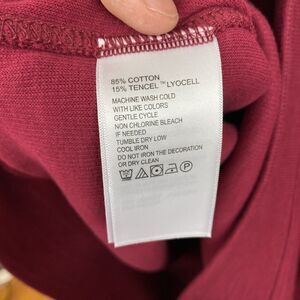 85% COTTON
15% TENCEL™ LYOCELL
MACHINE WASH COLD
WITH LIKE COLORS
GENTLE CYCLE
NON CHLORINE BLEACH
IF NEEDED
TUMBLE DRY LOW
COOL IRON
DO NOT IRON THE DECORATION
OR DRY CLEAN
P